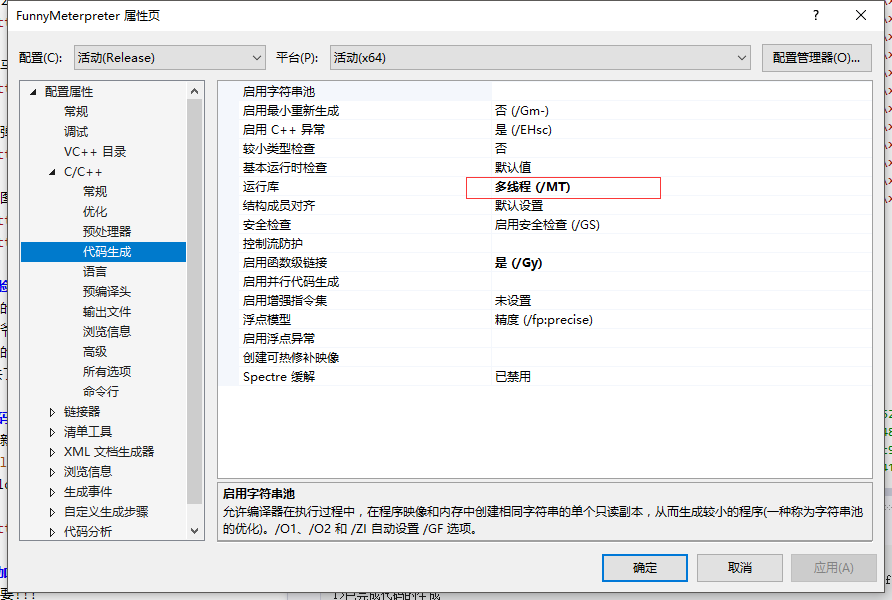 FunnyMeterpreter 属性页
配置(C): 活动(Release) 平台(P): 活动(x64) 配置管理器(O)...
配置属性
常规
调试
VC++ 目录
C/C++
常规
优化
预处理器
代码生成
语言
预编译头
输出文件
浏览信息
高级
所有选项
命令行
链接器
清单工具
XML 文档生成器
浏览信息
生成事件
自定义生成步骤
代码分析
启用字符串池
启用最小重新生成 否 (/Gm-)
启用 C++ 异常 是 (/EHsc)
较小类型检查 否
基本运行时检查 默认值
运行库 多线程 (/MT)
结构成员对齐 默认设置
安全检查 启用安全检查 (/GS)
控制流防护
启用函数级链接 是 (/Gy)
启用并行代码生成
启用增强指令集 未设置
浮点模型 精度 (/fp:precise)
启用浮点异常
创建可热修补映像
Spectre 缓解 已禁用
启用字符串池
允许编译器在执行过程中，在程序映像和内存中创建相同字符串的单个只读副本，从而生成较小的程序(一种称为字符串池
的优化)。/O1、/O2 和 /ZI 自动设置 /GF 选项。
确定 取消 应用(A)
要!!! 1>已完成代码的生成